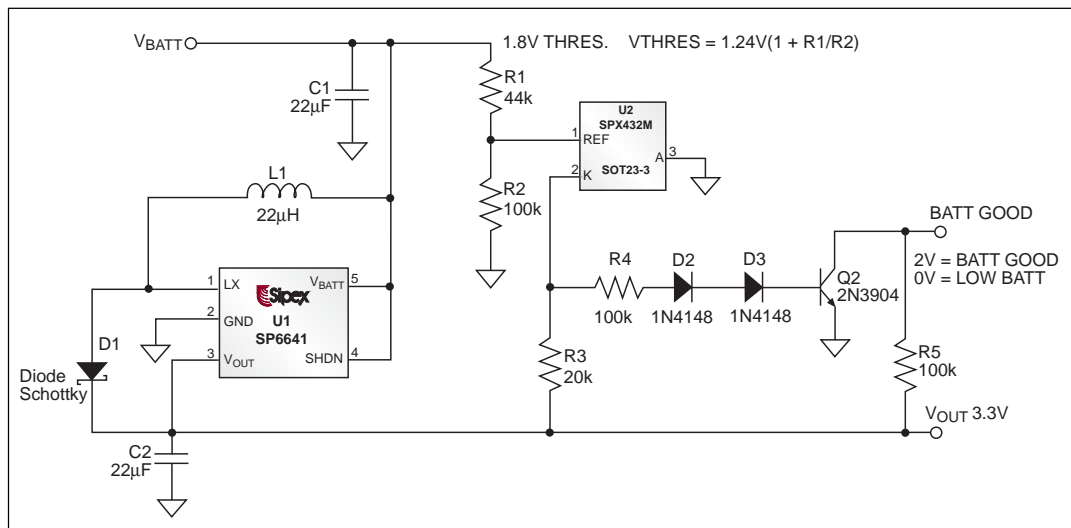 V_BATT
1.8V THRES. VTHRES = 1.24V(1 + R1/R2)
C1
22µF
R1
44k
U2
SPX432M
1 REF
A 3
2 K
SOT23-3
L1
22µH
R2
100k
BATT GOOD
2V = BATT GOOD
0V = LOW BATT
R4
100k
D2
1N4148
D3
1N4148
Q2
2N3904
1 LX
Sipex
V_BATT 5
2 GND
U1
SP6641
3 V_OUT
SHDN 4
D1
Diode
Schottky
R3
20k
R5
100k
V_OUT 3.3V
C2
22µF